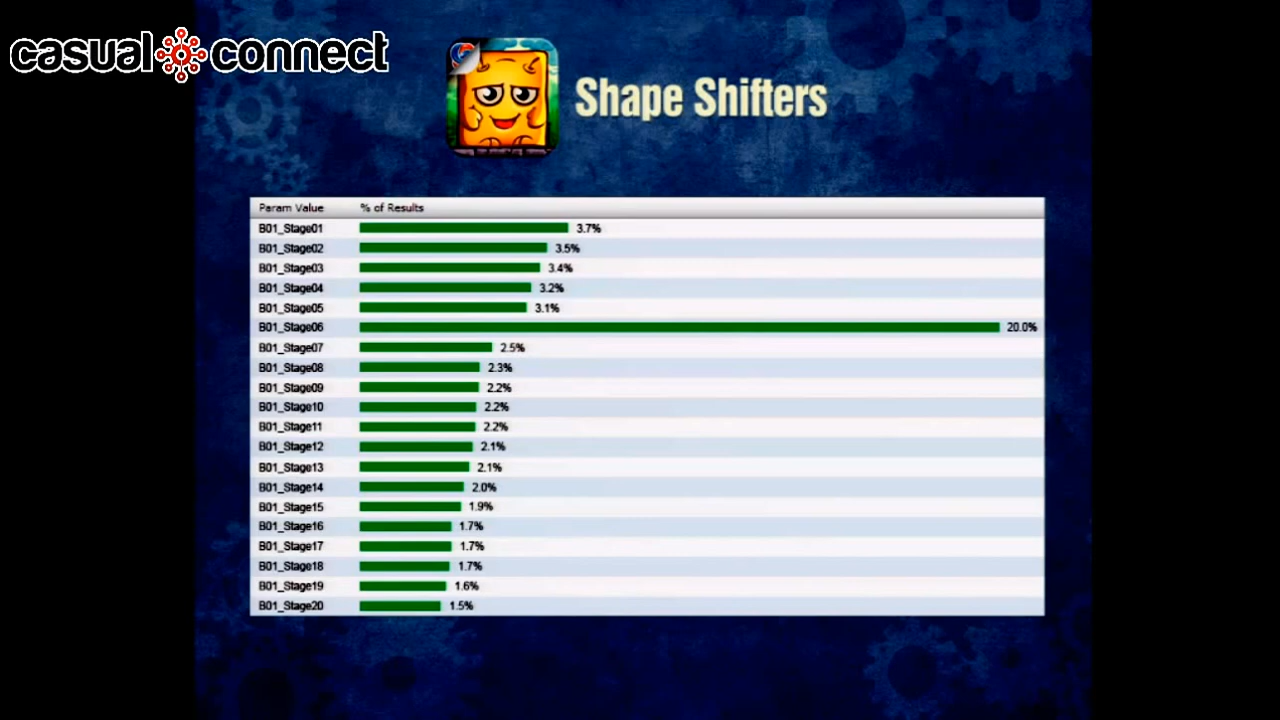 casual connect
Shape Shifters
Param Value % of Results
B01_Stage01 3.7%
B01_Stage02 3.5%
B01_Stage03 3.4%
B01_Stage04 3.2%
B01_Stage05 3.1%
B01_Stage06 20.0%
B01_Stage07 2.5%
B01_Stage08 2.3%
B01_Stage09 2.2%
B01_Stage10 2.2%
B01_Stage11 2.2%
B01_Stage12 2.1%
B01_Stage13 2.1%
B01_Stage14 2.0%
B01_Stage15 1.9%
B01_Stage16 1.7%
B01_Stage17 1.7%
B01_Stage18 1.7%
B01_Stage19 1.6%
B01_Stage20 1.5%